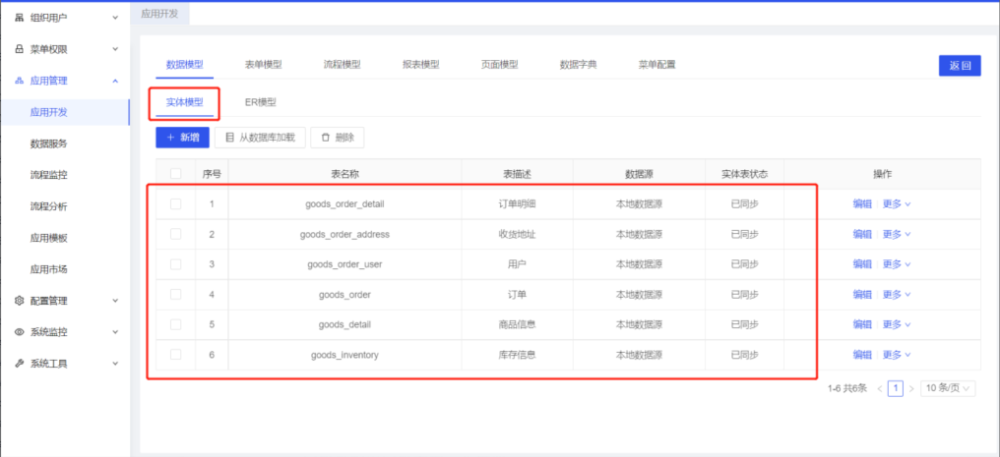 组织用户
菜单权限
应用管理
应用开发
数据服务
流程监控
流程分析
应用模板
应用市场
配置管理
系统监控
系统工具
应用开发
数据模型 表单模型 流程模型 报表模型 页面模型 数据字典 菜单配置 返回
实体模型 ER模型
+ 新增 从数据库加载 删除
序号 表名称 表描述 数据源 实体表状态 操作
1 goods_order_detail 订单明细 本地数据源 已同步 编辑 更多
2 goods_order_address 收货地址 本地数据源 已同步 编辑 更多
3 goods_order_user 用户 本地数据源 已同步 编辑 更多
4 goods_order 订单 本地数据源 已同步 编辑 更多
5 goods_detail 商品信息 本地数据源 已同步 编辑 更多
6 goods_inventory 库存信息 本地数据源 已同步 编辑 更多
1-6 共6条 < 1 > 10 条/页